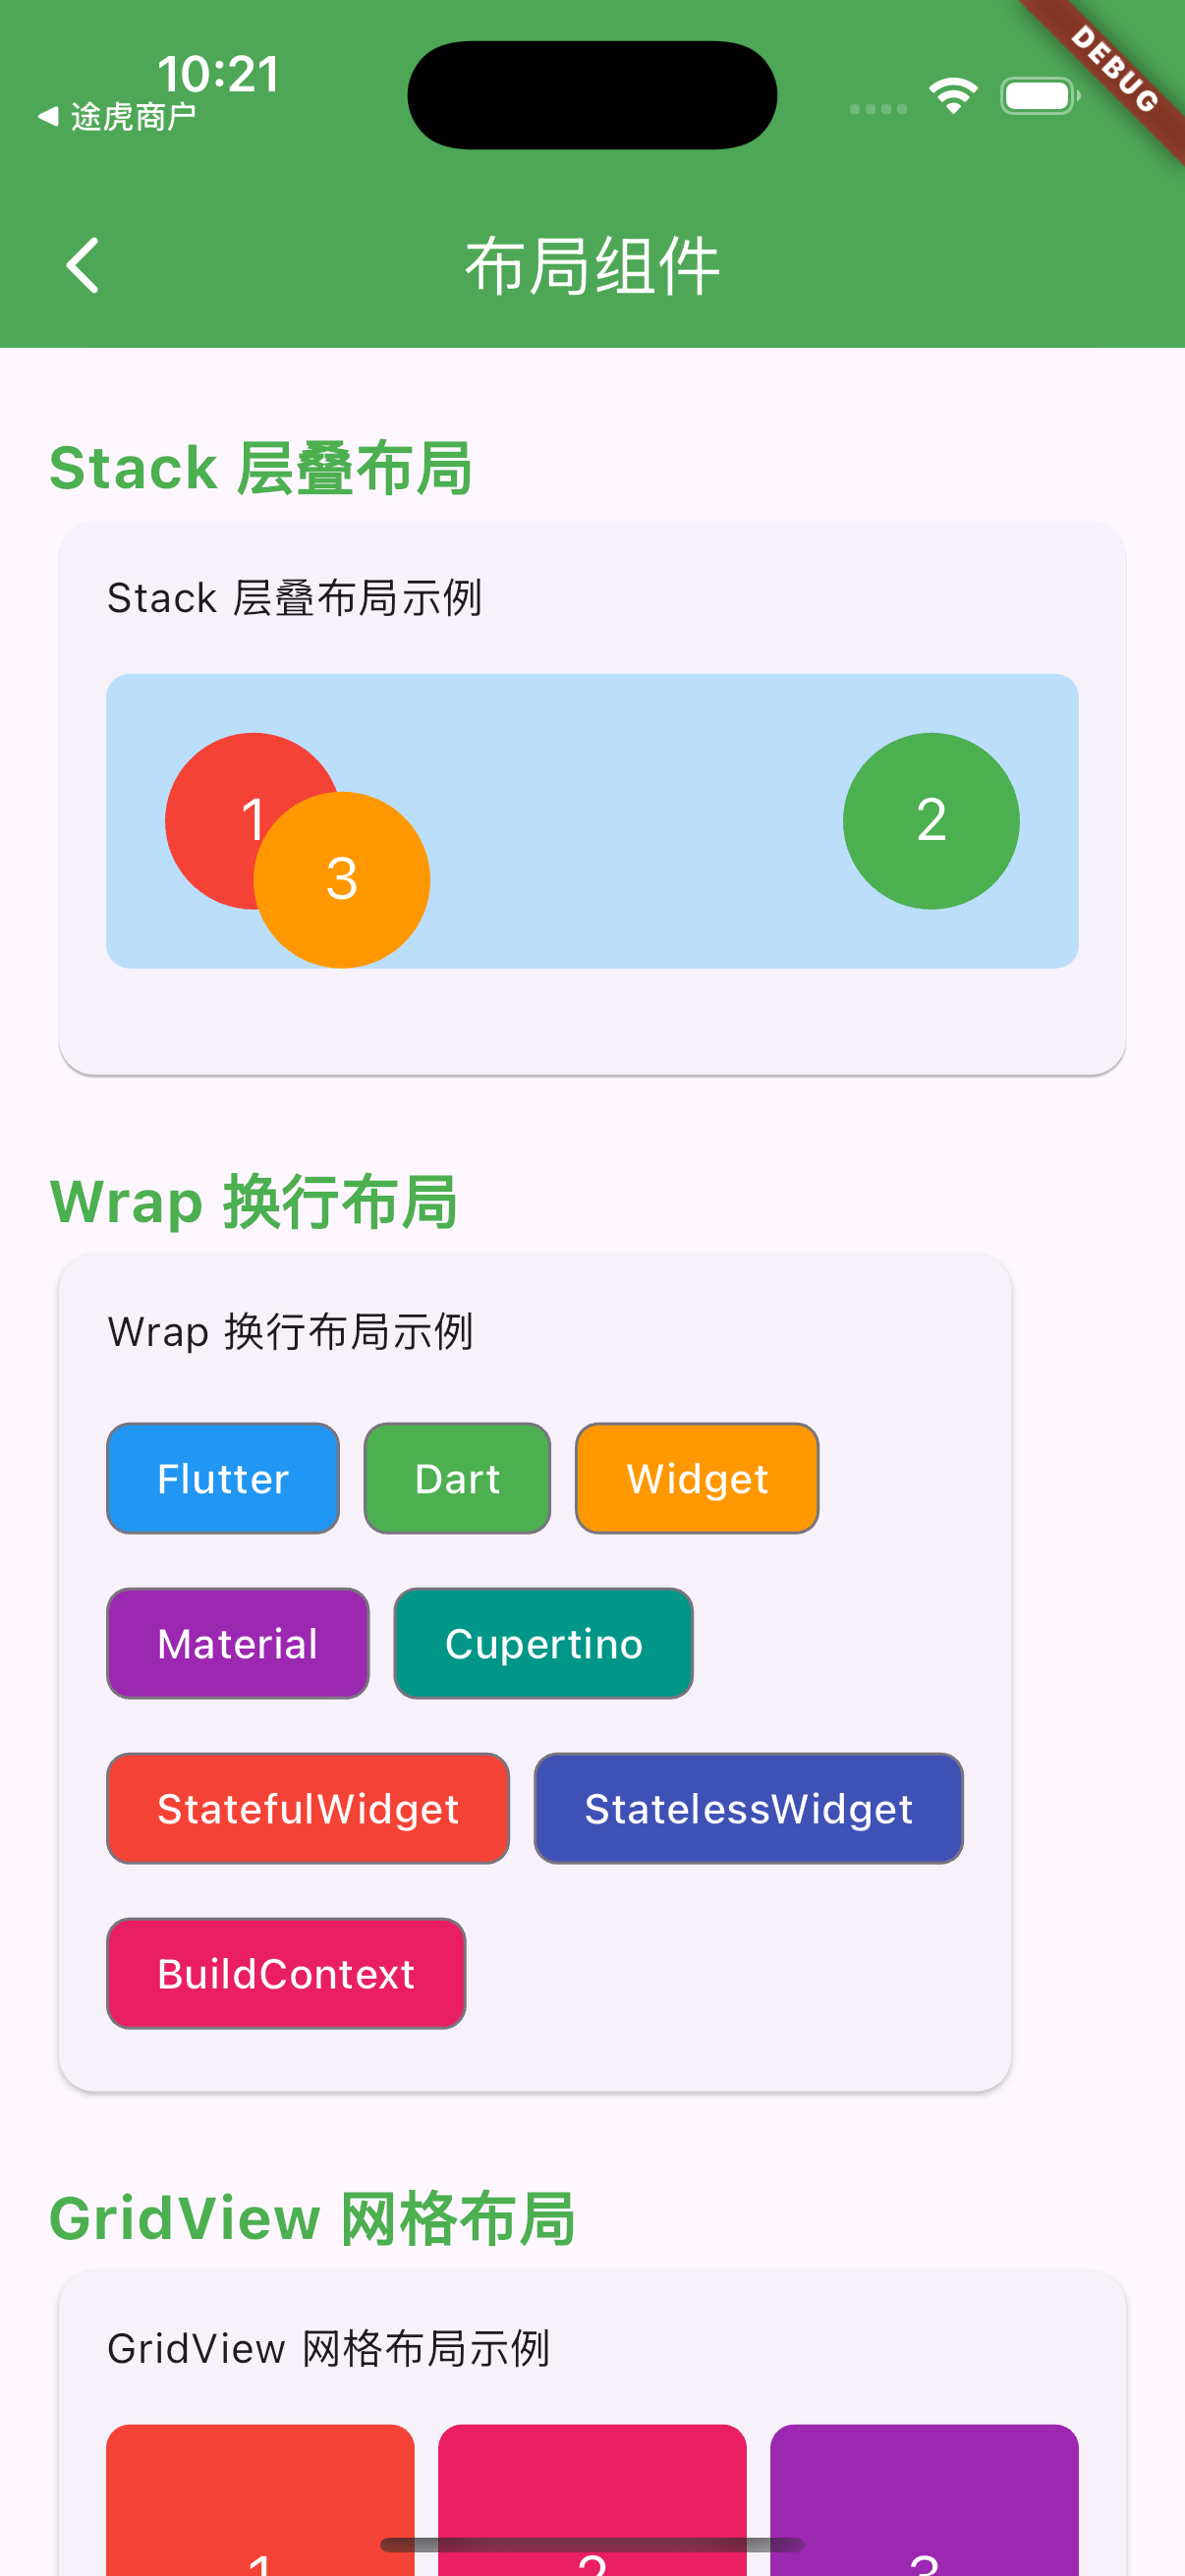 10:21
DEBUG
途虎商户
布局组件
Stack 层叠布局
Stack 层叠布局示例
1
2
3
Wrap 换行布局
Wrap 换行布局示例
Flutter Dart Widget
Material Cupertino
StatefulWidget StatelessWidget
BuildContext
GridView 网格布局
GridView 网格布局示例
1 2 3